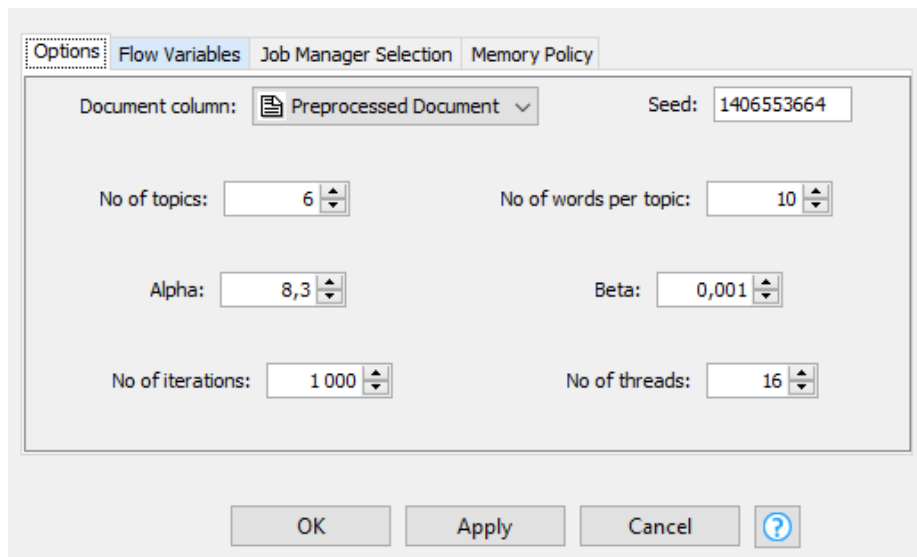 Options Flow Variables Job Manager Selection Memory Policy
Document column: Preprocessed Document Seed: 1406553664
No of topics: 6 No of words per topic: 10
Alpha: 8,3 Beta: 0,001
No of iterations: 1 000 No of threads: 16
OK Apply Cancel ?